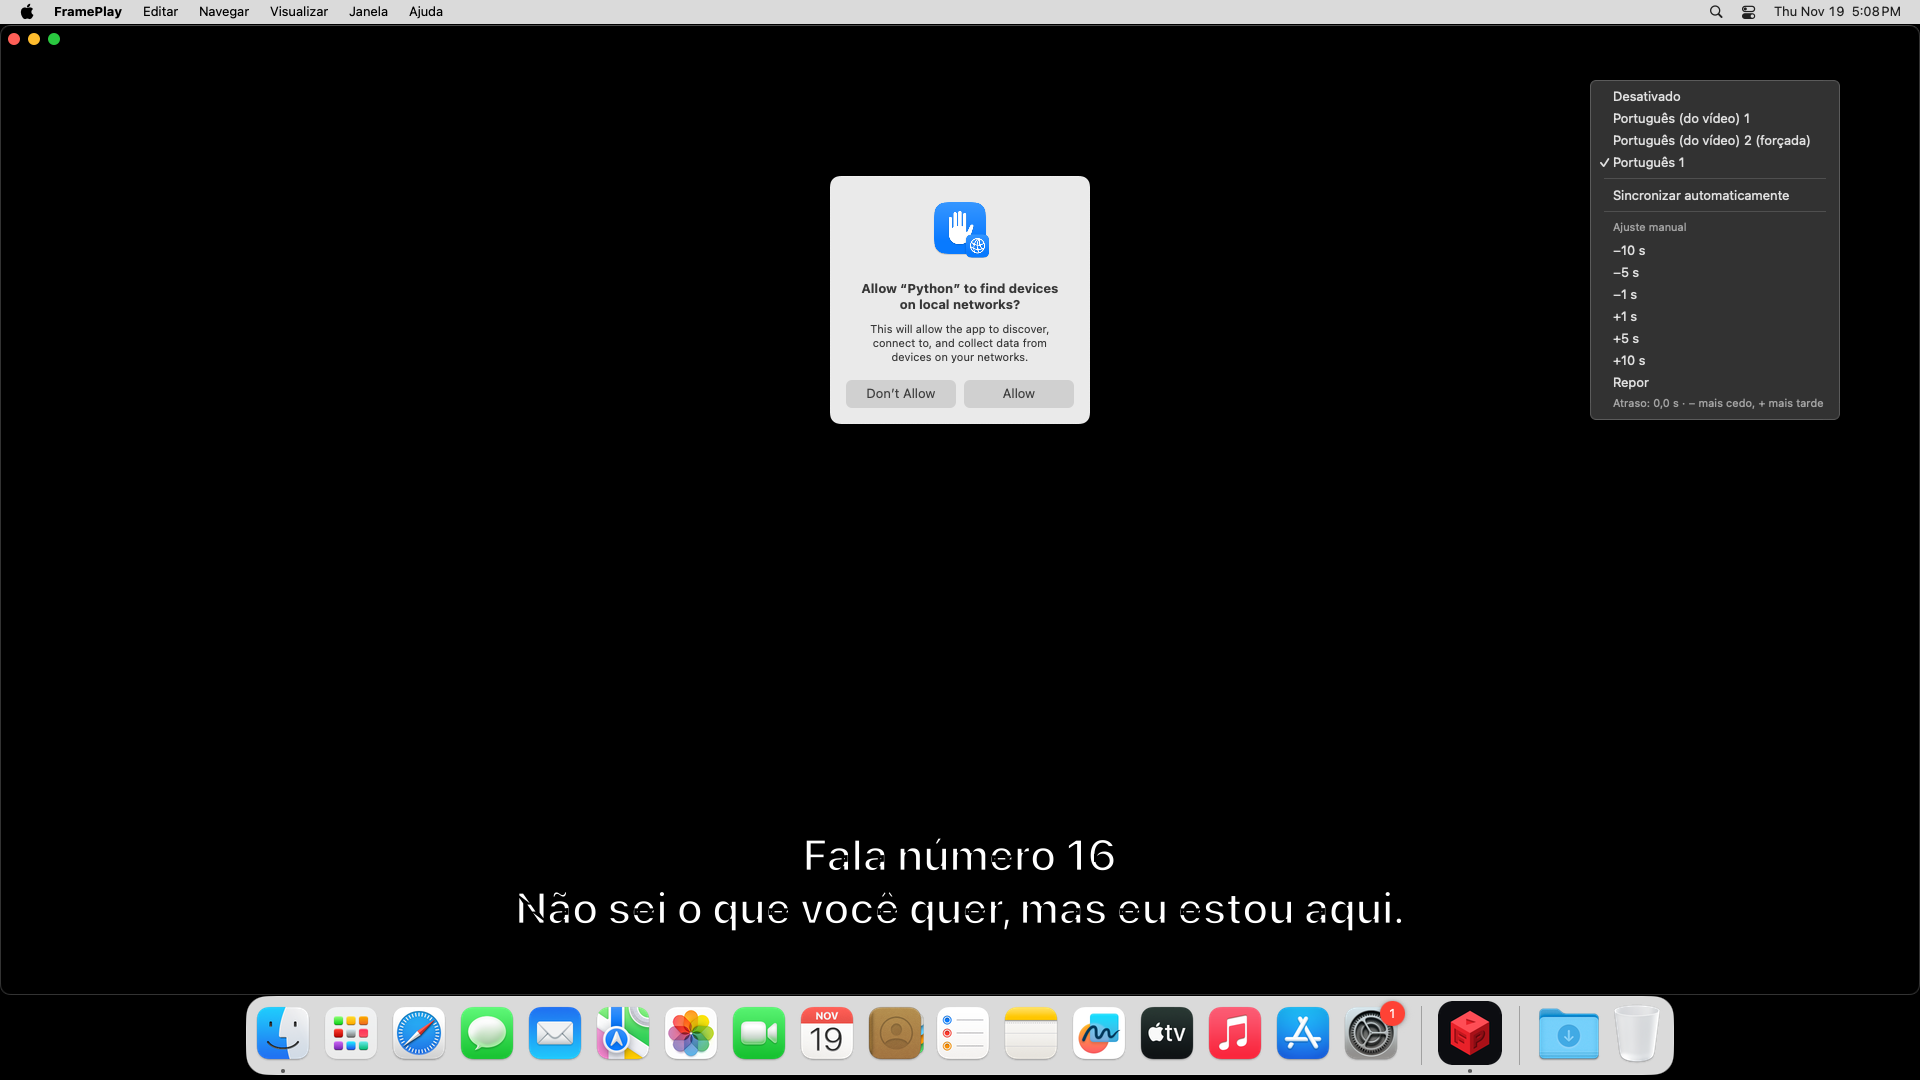 FramePlay Editar Navegar Visualizar Janela Ajuda Thu Nov 19 5:08 PM
Desativado
Português (do vídeo) 1
Português (do vídeo) 2 (forçada)
✓ Português 1
Sincronizar automaticamente
Ajuste manual
–10 s
–5 s
–1 s
+1 s
+5 s
+10 s
Repor
Atraso: 0,0 s · – mais cedo, + mais tarde
Allow “Python” to find devices
on local networks?
This will allow the app to discover,
connect to, and collect data from
devices on your networks.
Don’t Allow Allow
Fala número 16
Não sei o que você quer, mas eu estou aqui.
NOV
19
tv
1